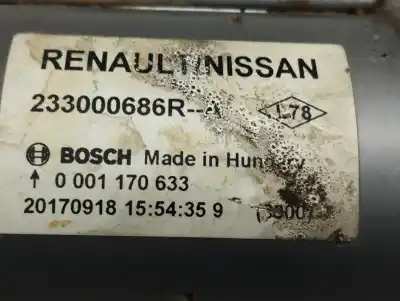 RENAULT/NISSAN
233000686R--A L78
BOSCH Made in Hungary
0 001 170 633
20170918 15:54:35 9